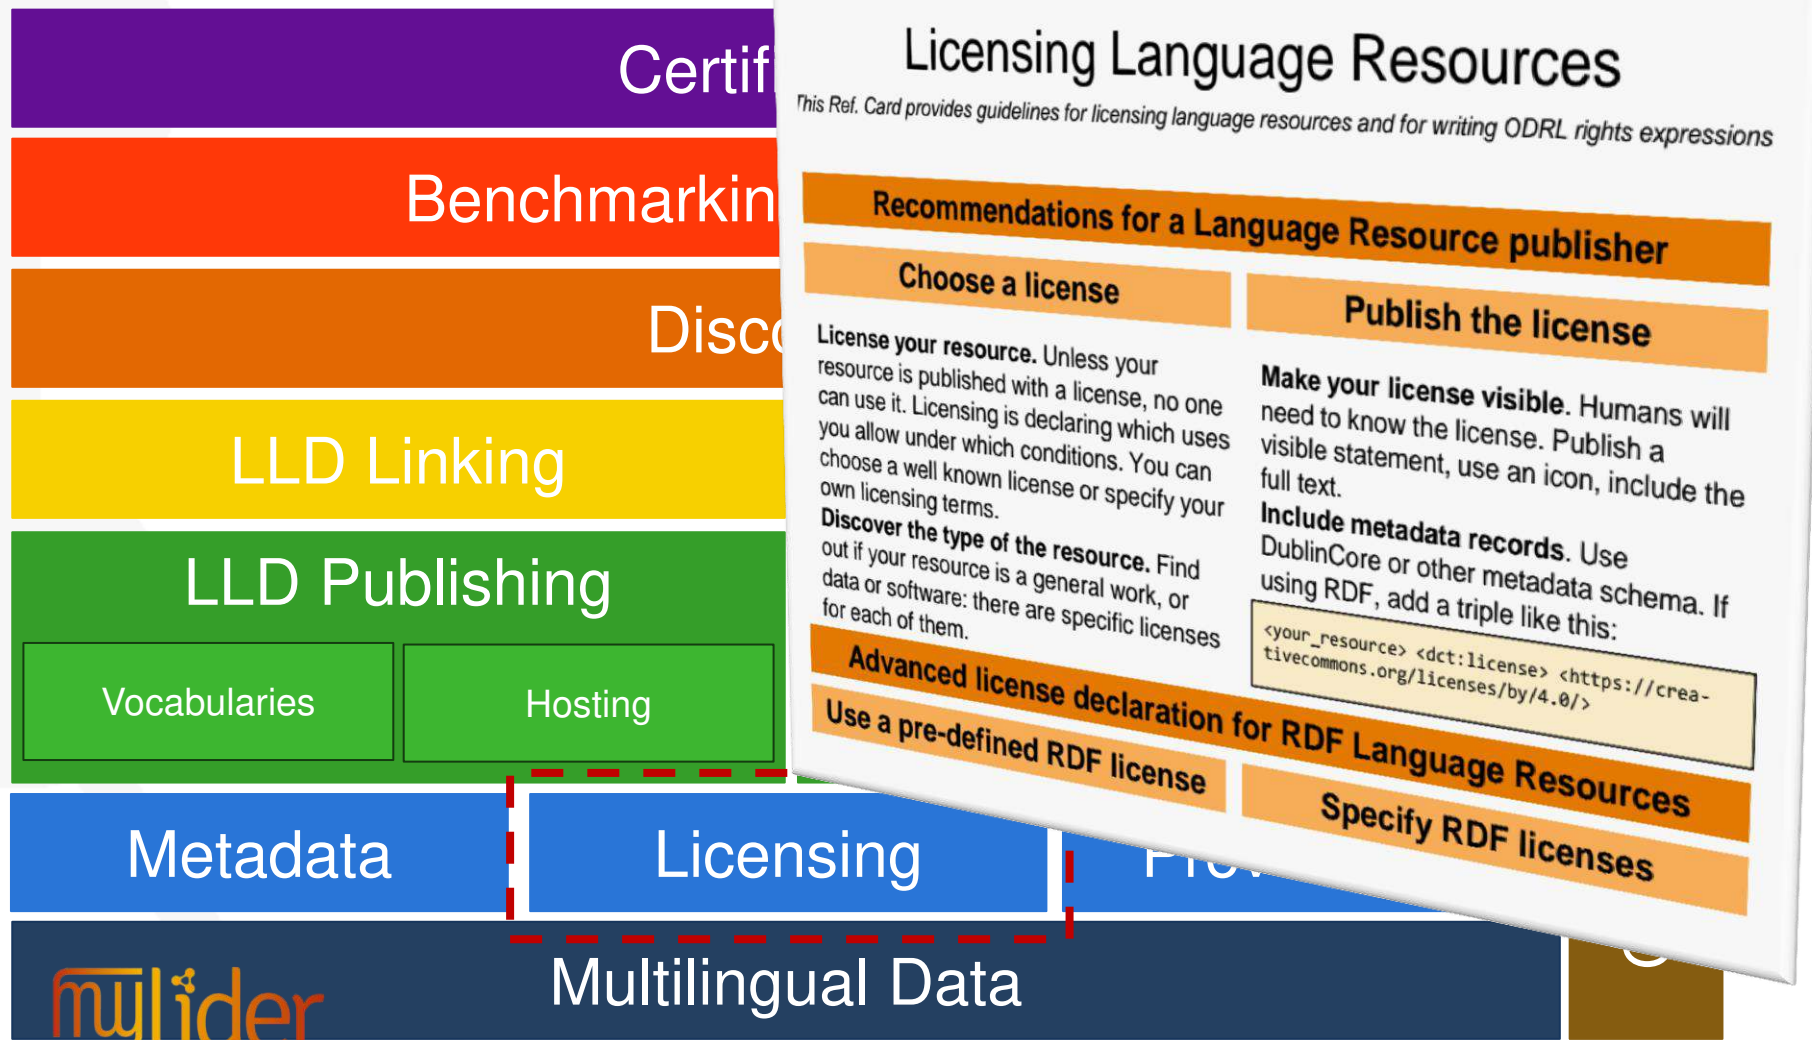 Certif
Benchmarkin
Disco
LLD Linking
LLD Publishing
Vocabularies
Hosting
Metadata
Licensing
Multilingual Data
mylider
Licensing Language Resources
This Ref. Card provides guidelines for licensing language resources and for writing ODRL rights expressions
Recommendations for a Language Resource publisher
Choose a license
License your resource. Unless your
resource is published with a license, no one
can use it. Licensing is declaring which uses
you allow under which conditions. You can
choose a well known license or specify your
own licensing terms.
Discover the type of the resource. Find
out if your resource is a general work, or
data or software: there are specific licenses
for each of them.
Publish the license
Make your license visible. Humans will
need to know the license. Publish a
visible statement, use an icon, include the
full text.
Include metadata records. Use
DublinCore or other metadata schema. If
using RDF, add a triple like this:
<your_resource> <dct:license> <https://crea-
tivecommons.org/licenses/by/4.0/>
Advanced license declaration for RDF Language Resources
Use a pre-defined RDF license
Specify RDF licenses